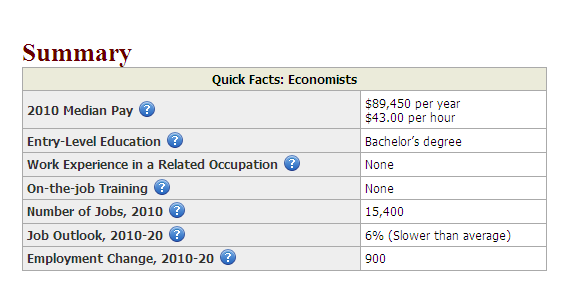 Summary
Quick Facts: Economists
2010 Median Pay ? $89,450 per year
$43.00 per hour
Entry-Level Education ? Bachelor's degree
Work Experience in a Related Occupation ? None
On-the-job Training ? None
Number of Jobs, 2010 ? 15,400
Job Outlook, 2010-20 ? 6% (Slower than average)
Employment Change, 2010-20 ? 900